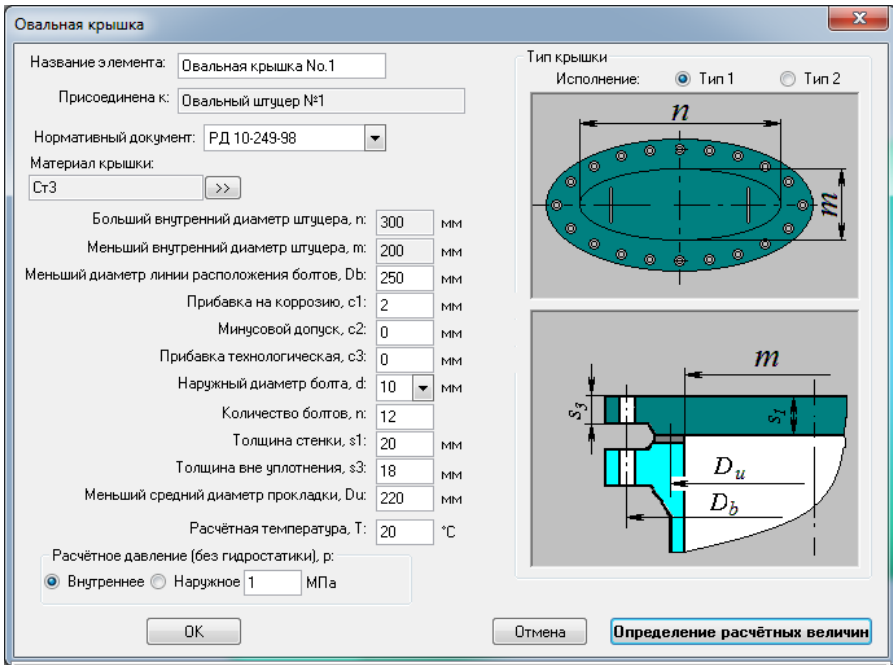 Овальная крышка
Название элемента: Овальная крышка No.1
Присоединена к: Овальный штуцер №1
Нормативный документ: РД 10-249-98
Материал крышки:
Ст3 >>
Больший внутренний диаметр штуцера, n: 300 мм
Меньший внутренний диаметр штуцера, m: 200 мм
Меньший диаметр линии расположения болтов, Db: 250 мм
Прибавка на коррозию, c1: 2 мм
Минусовой допуск, c2: 0 мм
Прибавка технологическая, c3: 0 мм
Наружный диаметр болта, d: 10 мм
Количество болтов, n: 12
Толщина стенки, s1: 20 мм
Толщина вне уплотнения, s3: 18 мм
Меньший средний диаметр прокладки, Du: 220 мм
Расчётная температура, T: 20 °C
Расчётное давление (без гидростатики), p:
Внутреннее Наружное 1 МПа
Тип крышки
Исполнение: Тип 1 Тип 2
n
m
m
s3
s1
Du
Db
OK Отмена Определение расчётных величин